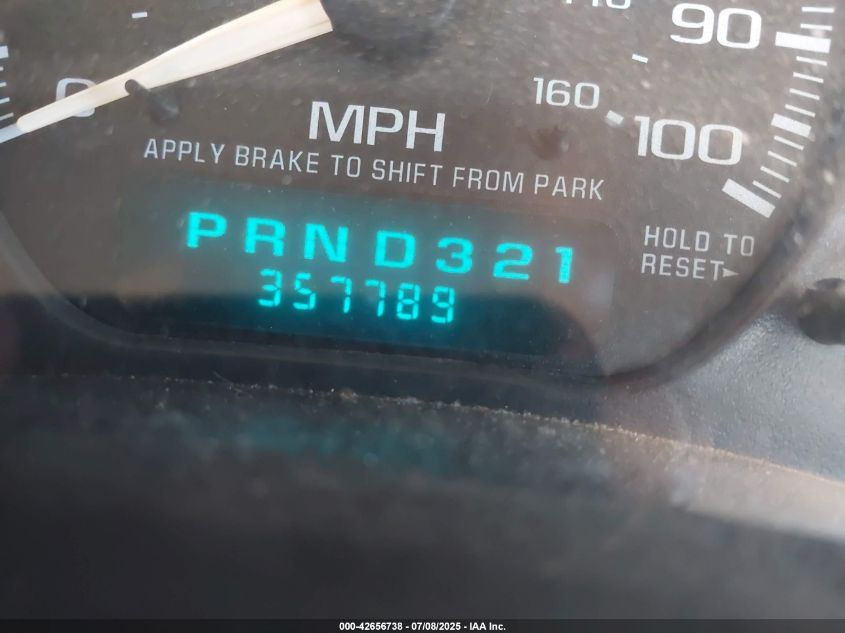 90
160
100
0
MPH
APPLY BRAKE TO SHIFT FROM PARK
HOLD TO
RESET
PRND321
357789
000-42656738 - 07/08/2025 - IAA Inc.